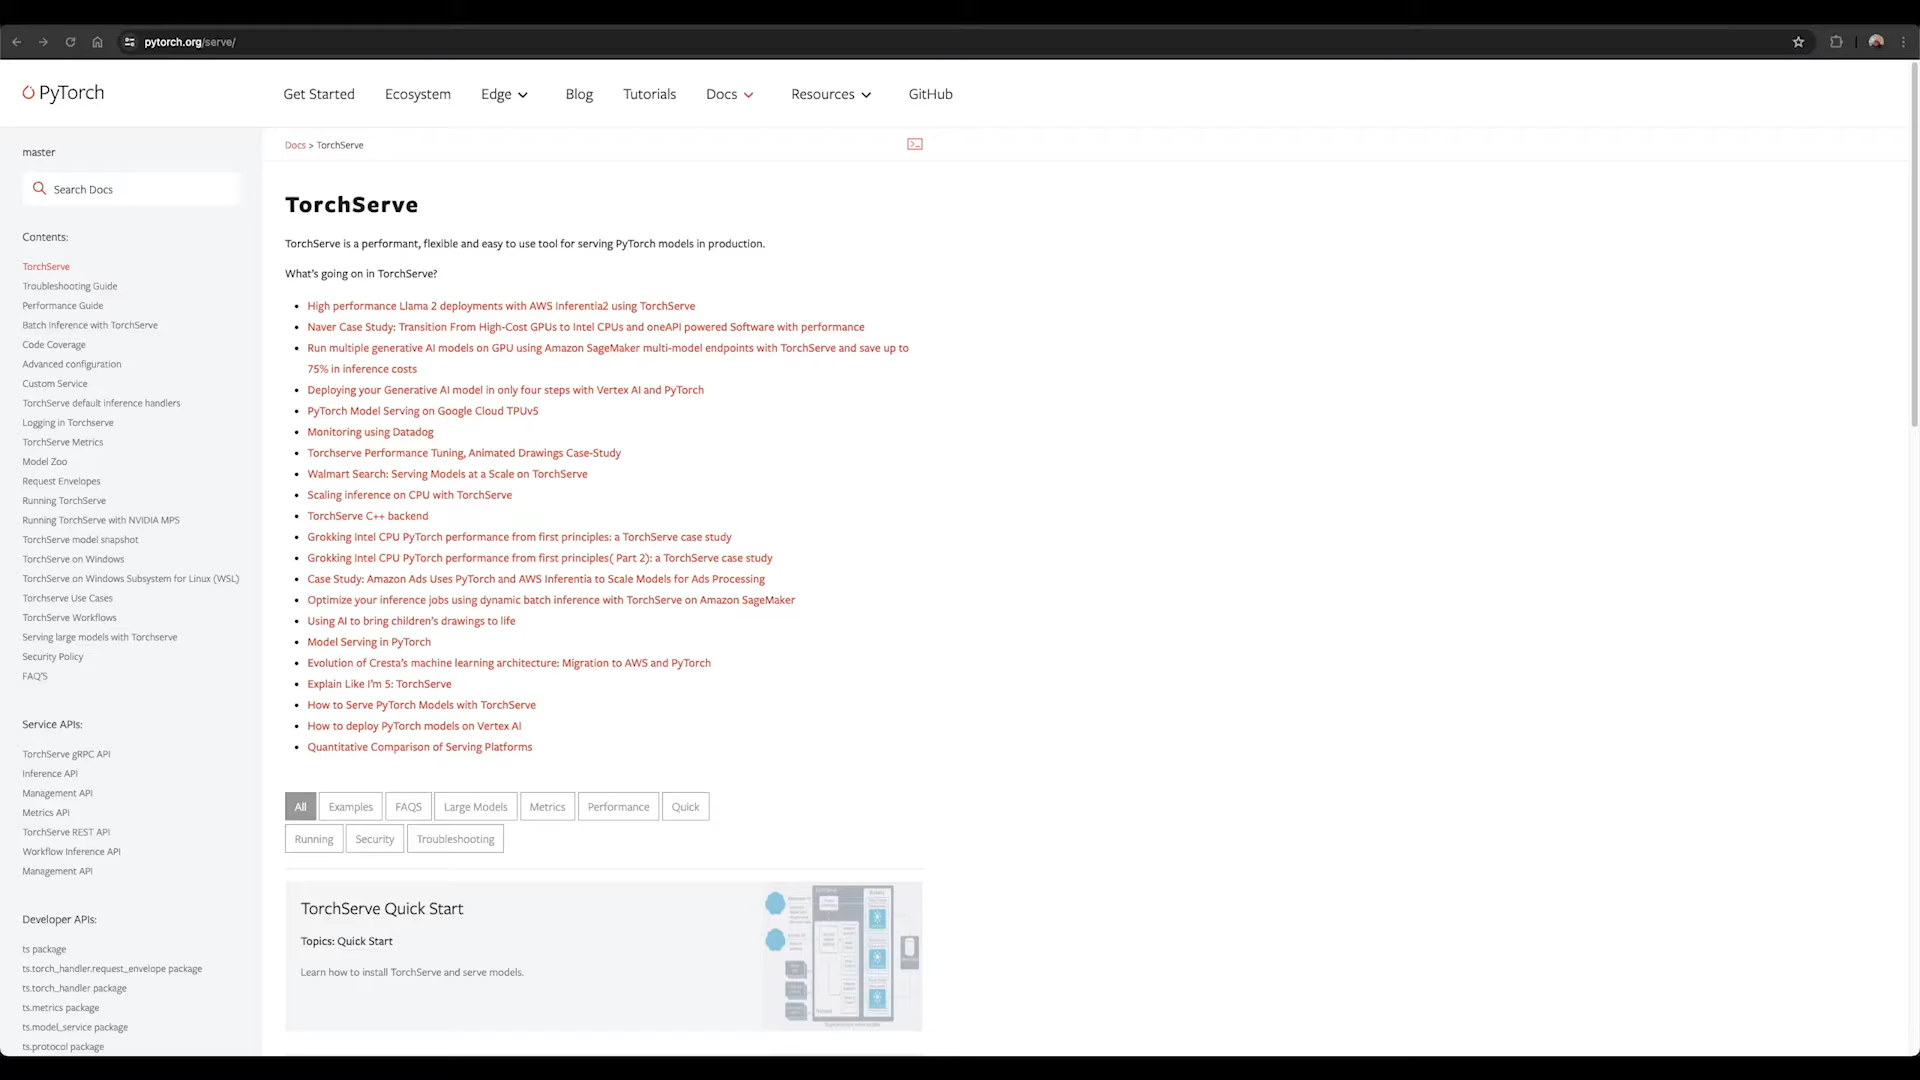 pytorch.org/serve/
PyTorch
Get Started
Ecosystem
Edge
Blog
Tutorials
Docs
Resources
GitHub
master
Search Docs
Contents:
TorchServe
Troubleshooting Guide
Performance Guide
Batch Inference with TorchServe
Code Coverage
Advanced configuration
Custom Service
TorchServe default inference handlers
Logging in Torchserve
TorchServe Metrics
Model Zoo
Request Envelopes
Running TorchServe
Running TorchServe with NVIDIA MPS
TorchServe model snapshot
TorchServe on Windows
TorchServe on Windows Subsystem for Linux (WSL)
Torchserve Use Cases
TorchServe Workflows
Serving large models with Torchserve
Security Policy
FAQ'S
Service APIs:
TorchServe gRPC API
Inference API
Management API
Metrics API
TorchServe REST API
Workflow Inference API
Management API
Developer APIs:
ts package
ts.torch_handler.request_envelope package
ts.torch_handler package
ts.metrics package
ts.model_service package
ts.protocol package
Docs > TorchServe
TorchServe
TorchServe is a performant, flexible and easy to use tool for serving PyTorch models in production.
What's going on in TorchServe?
High performance Llama 2 deployments with AWS Inferentia2 using TorchServe
Naver Case Study: Transition From High-Cost GPUs to Intel CPUs and oneAPI powered Software with performance
Run multiple generative AI models on GPU using Amazon SageMaker multi-model endpoints with TorchServe and save up to
75% in inference costs
Deploying your Generative AI model in only four steps with Vertex AI and PyTorch
PyTorch Model Serving on Google Cloud TPUv5
Monitoring using Datadog
Torchserve Performance Tuning, Animated Drawings Case-Study
Walmart Search: Serving Models at a Scale on TorchServe
Scaling inference on CPU with TorchServe
TorchServe C++ backend
Grokking Intel CPU PyTorch performance from first principles: a TorchServe case study
Grokking Intel CPU PyTorch performance from first principles( Part 2): a TorchServe case study
Case Study: Amazon Ads Uses PyTorch and AWS Inferentia to Scale Models for Ads Processing
Optimize your inference jobs using dynamic batch inference with TorchServe on Amazon SageMaker
Using AI to bring children's drawings to life
Model Serving in PyTorch
Evolution of Cresta's machine learning architecture: Migration to AWS and PyTorch
Explain Like I'm 5: TorchServe
How to Serve PyTorch Models with TorchServe
How to deploy PyTorch models on Vertex AI
Quantitative Comparison of Serving Platforms
All
Examples
FAQS
Large Models
Metrics
Performance
Quick
Running
Security
Troubleshooting
TorchServe Quick Start
Topics: Quick Start
Learn how to install TorchServe and serve models.